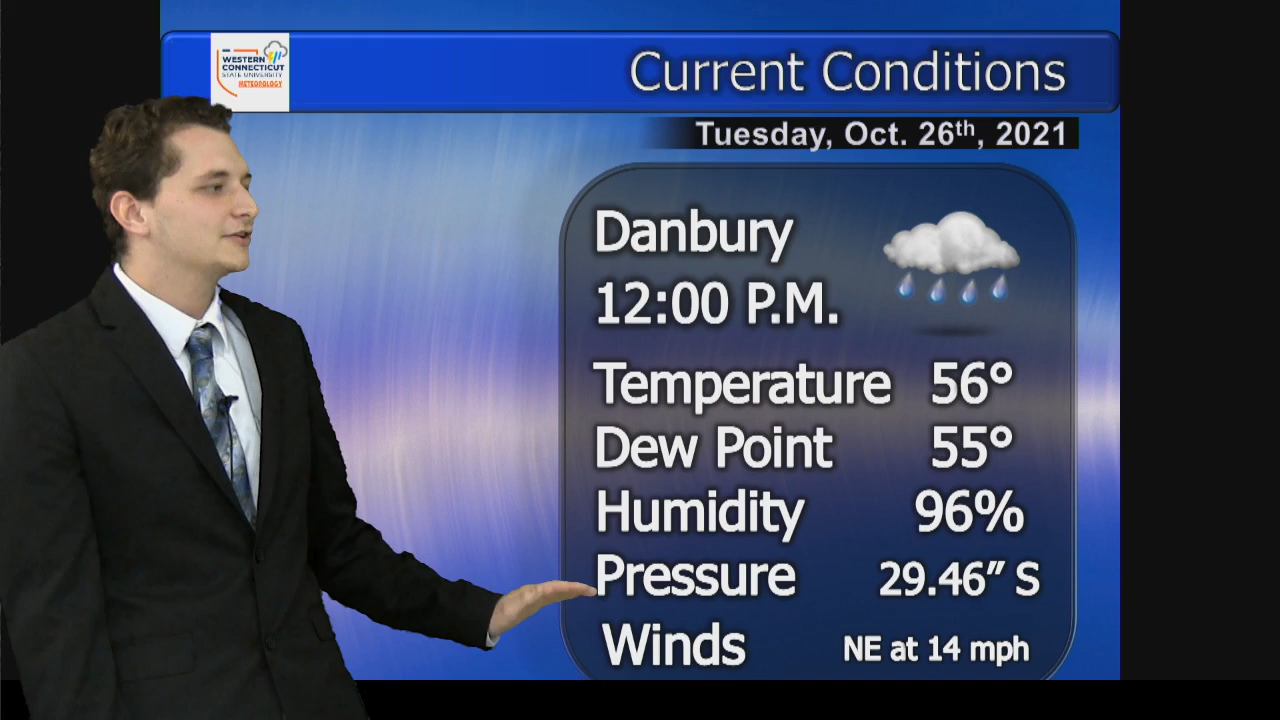 WESTERN
CONNECTICUT
STATE UNIVERSITY
METEOROLOGY
Current Conditions
Tuesday, Oct. 26th, 2021
Danbury
12:00 P.M.
Temperature 56°
Dew Point 55°
Humidity 96%
Pressure 29.46” S
Winds NE at 14 mph